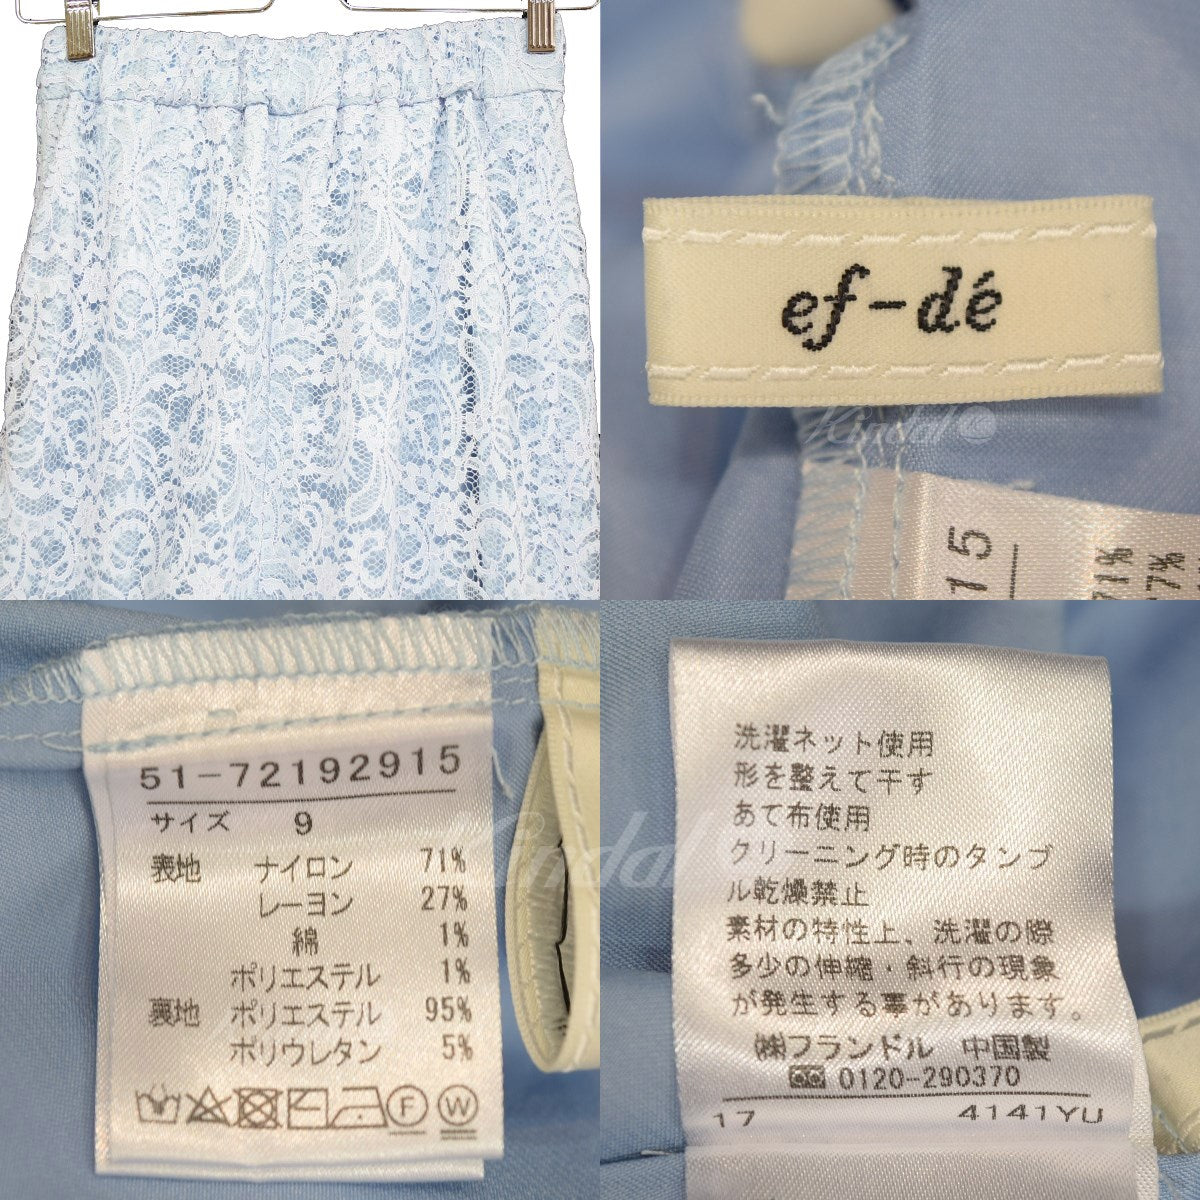 ef-dé
Kindal
15
71%
51-72192915
サイズ 9
表地 ナイロン 71%
レーヨン 27%
綿 1%
ポリエステル 1%
裏地 ポリエステル 95%
ポリウレタン 5%
F W
洗濯ネット使用
形を整えて干す
あて布使用
クリーニング時のタンブ
ル乾燥禁止
素材の特性上、洗濯の際
多少の伸縮・斜行の現象
が発生する事があります。
㈱フランドル 中国製
0120-290370
17 4141YU
Kindal